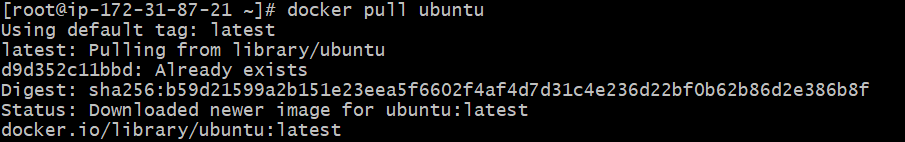 [root@ip-172-31-87-21 ~]# docker pull ubuntu
Using default tag: latest
latest: Pulling from library/ubuntu
d9d352c11bbd: Already exists
Digest: sha256:b59d21599a2b151e23eea5f6602f4af4d7d31c4e236d22bf0b62b86d2e386b8f
Status: Downloaded newer image for ubuntu:latest
docker.io/library/ubuntu:latest